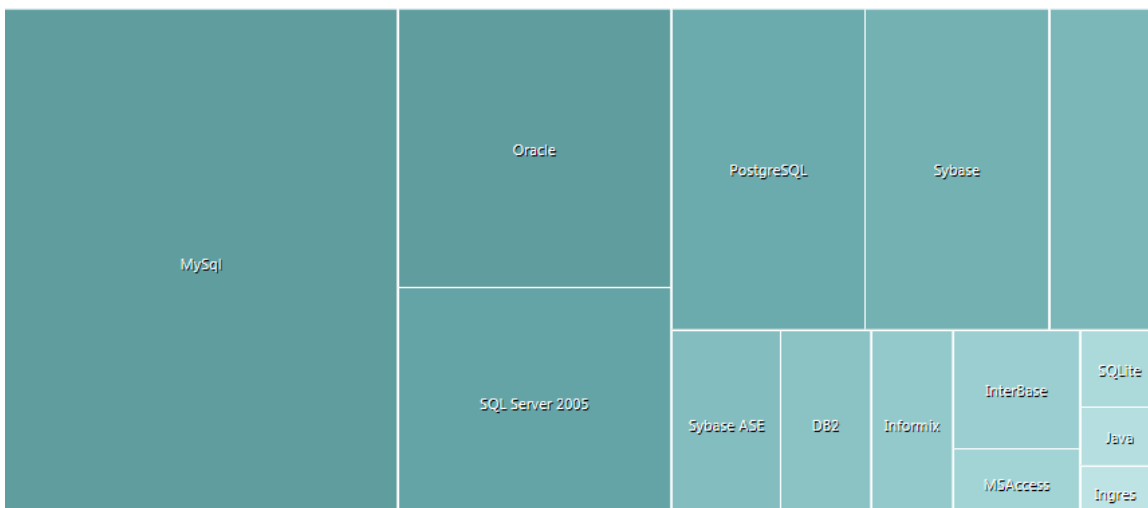 MySql
Oracle
SQL Server 2005
PostgreSQL
Sybase
Sybase ASE
DB2
Informix
InterBase
MSAccess
SQLite
Java
Ingres